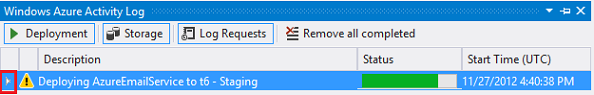 Windows Azure Activity Log
Deployment Storage Log Requests Remove all completed
Description Status Start Time (UTC)
Deploying AzureEmailService to t6 - Staging 11/27/2012 4:40:38 PM